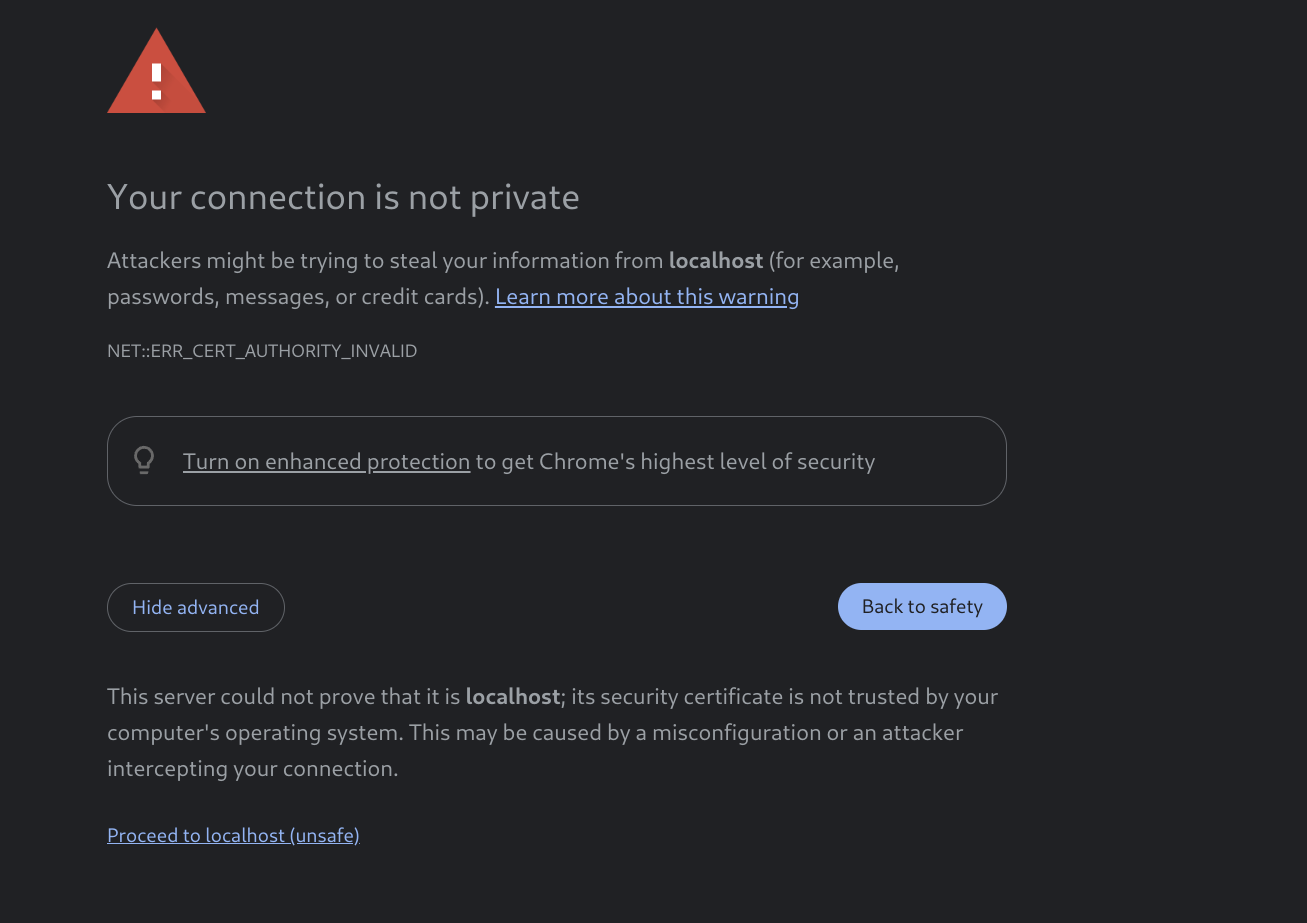 Your connection is not private
Attackers might be trying to steal your information from localhost (for example,
passwords, messages, or credit cards). Learn more about this warning
NET::ERR_CERT_AUTHORITY_INVALID
Turn on enhanced protection to get Chrome's highest level of security
Hide advanced
Back to safety
This server could not prove that it is localhost; its security certificate is not trusted by your
computer's operating system. This may be caused by a misconfiguration or an attacker
intercepting your connection.
Proceed to localhost (unsafe)